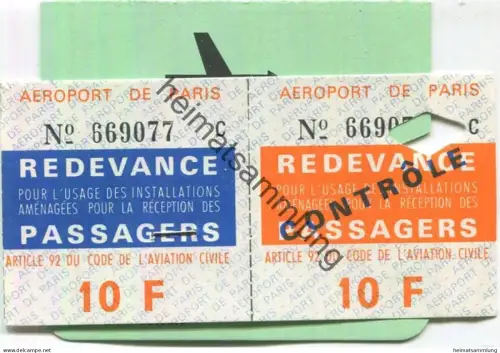 AEROPORT DE PARIS
Nº 669077 C
REDEVANCE
POUR L'USAGE DES INSTALLATIONS
AMÉNAGÉES POUR LA RÉCEPTION DES
PASSAGERS
ARTICLE 92 DU CODE DE L'AVIATION CIVILE
10 F
AEROPORT DE PARIS
Nº 66907 C
REDEVANCE
POUR L'USAGE DES INSTALLATIONS
AMÉNAGÉES POUR LA RÉCEPTION DES
PASSAGERS
ARTICLE 92 DU CODE DE L'AVIATION CIVILE
10 F
CONTRÔLE
heimatsammlung